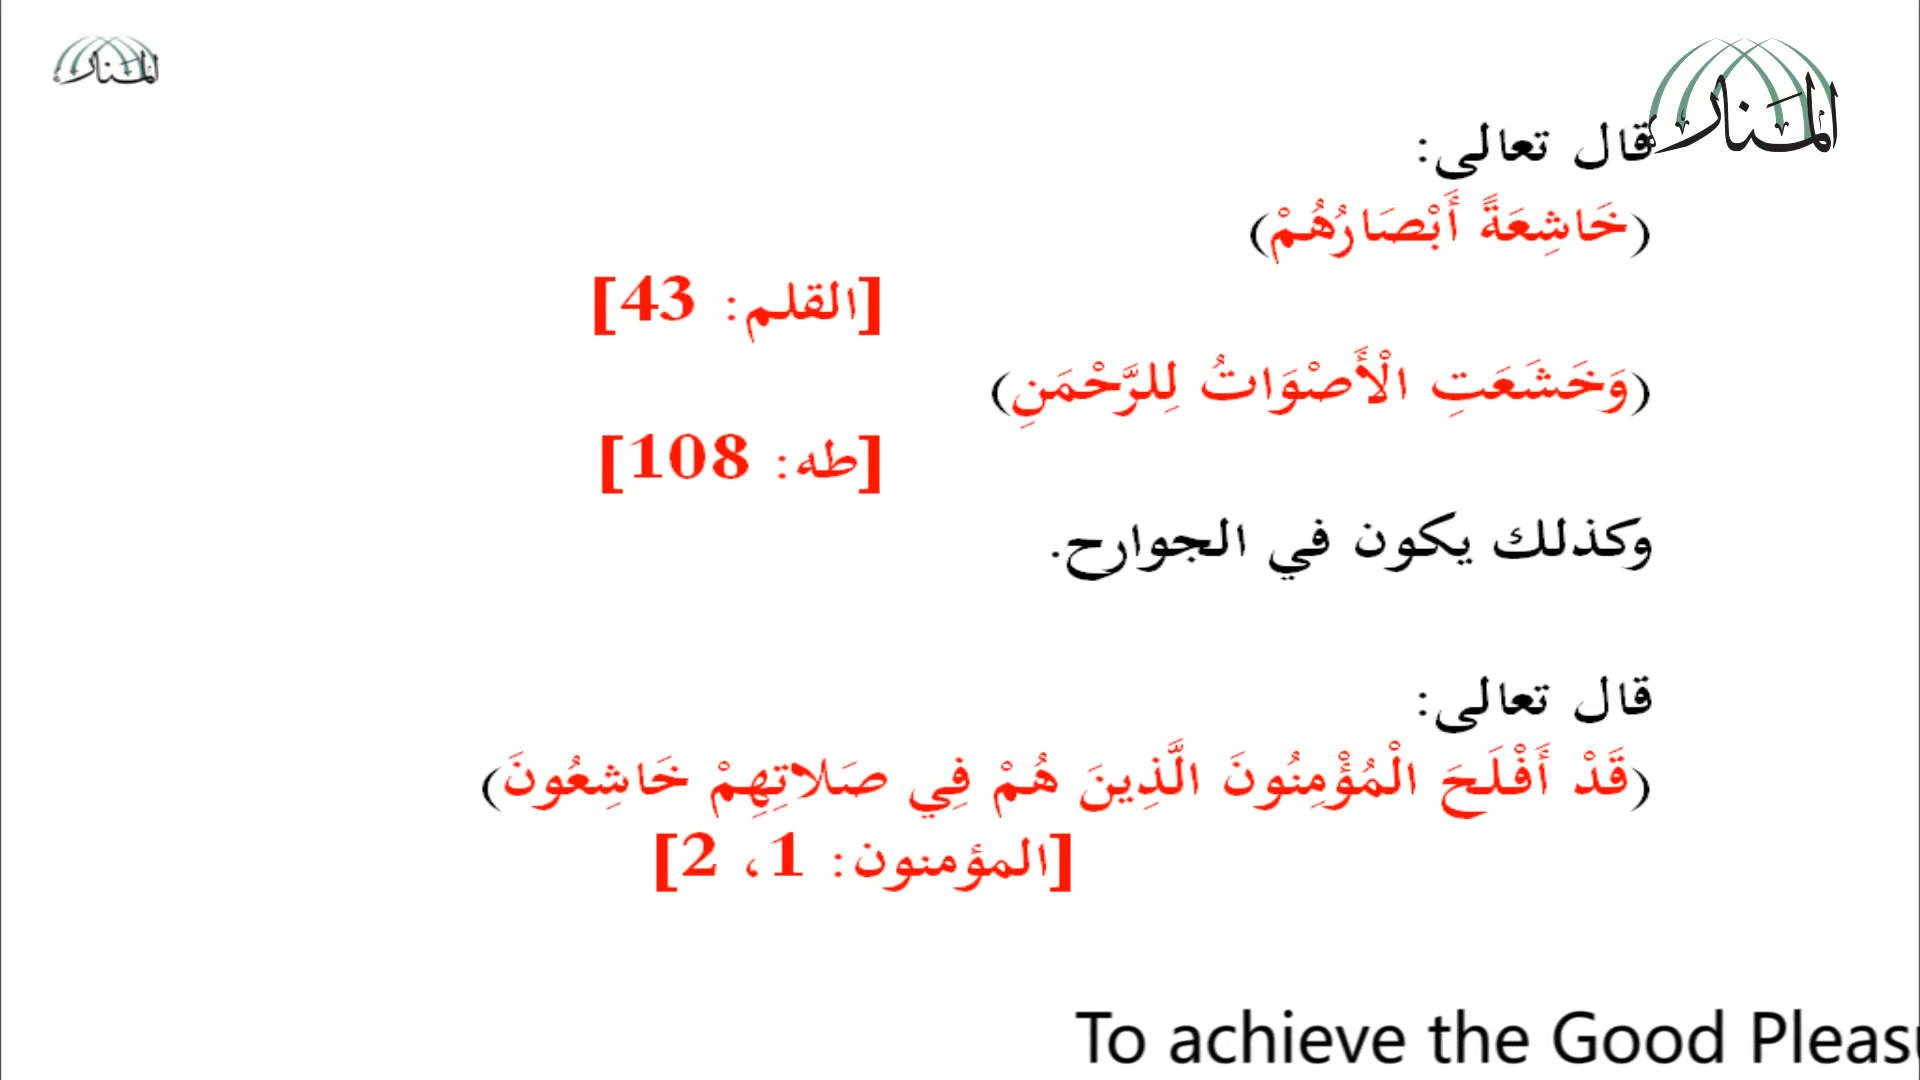 المنار
المنار
قال تعالى:
(خَاشِعَةً أَبْصَارُهُمْ)
[القلم: 43]
(وَخَشَعَتِ الْأَصْوَاتُ لِلرَّحْمَنِ)
[طه: 108]
وكذلك يكون في الجوارح.
قال تعالى:
(قَدْ أَفْلَحَ الْمُؤْمِنُونَ الَّذِينَ هُمْ فِي صَلاتِهِمْ خَاشِعُونَ)
[المؤمنون: 1، 2]
To achieve the Good Pleas